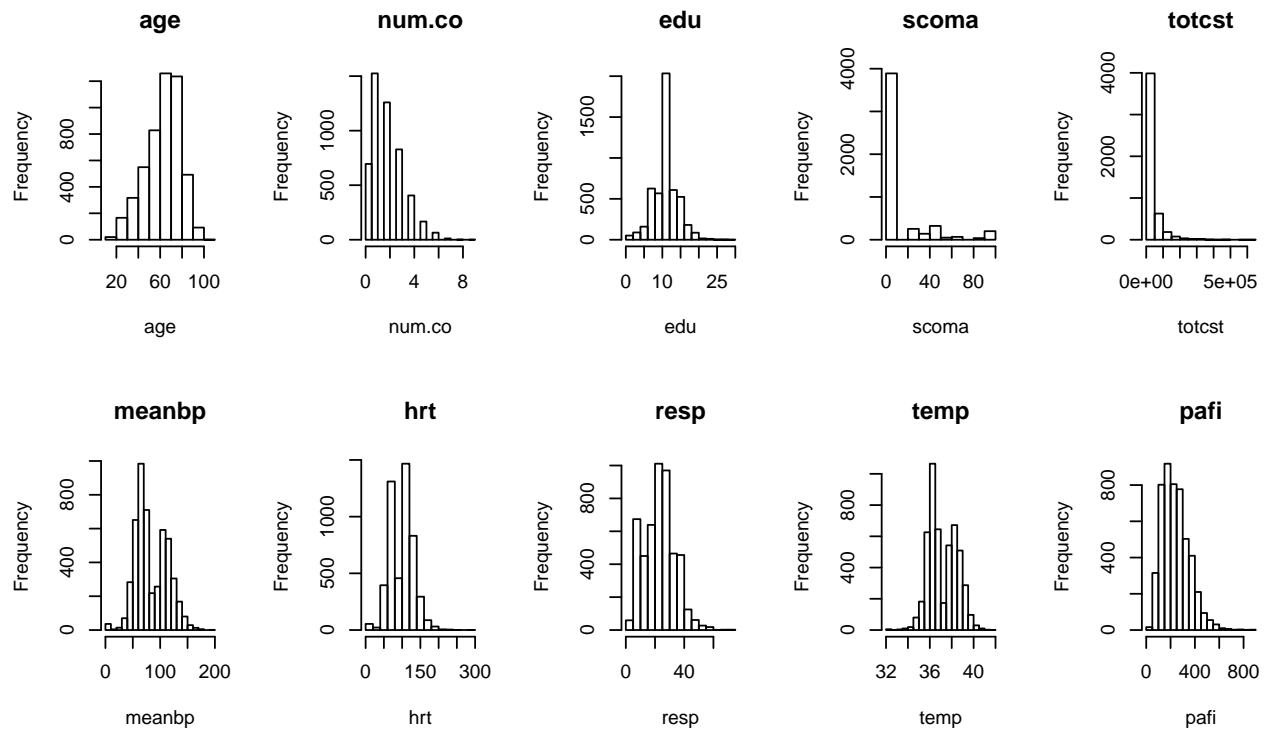 age
Frequency
0 400 800
20 60 100
age
num.co
Frequency
0 500 1000
0 4 8
num.co
edu
Frequency
0 500 1500
0 10 25
edu
scoma
Frequency
0 2000 4000
0 40 80
scoma
totcst
Frequency
0 2000 4000
0e+00 5e+05
totcst
meanbp
Frequency
0 400 800
0 100 200
meanbp
hrt
Frequency
0 500 1000
0 100 300
hrt
resp
Frequency
0 400 800
0 40
resp
temp
Frequency
0 400 800
32 36 40
temp
pafi
Frequency
0 400 800
0 400 800
pafi